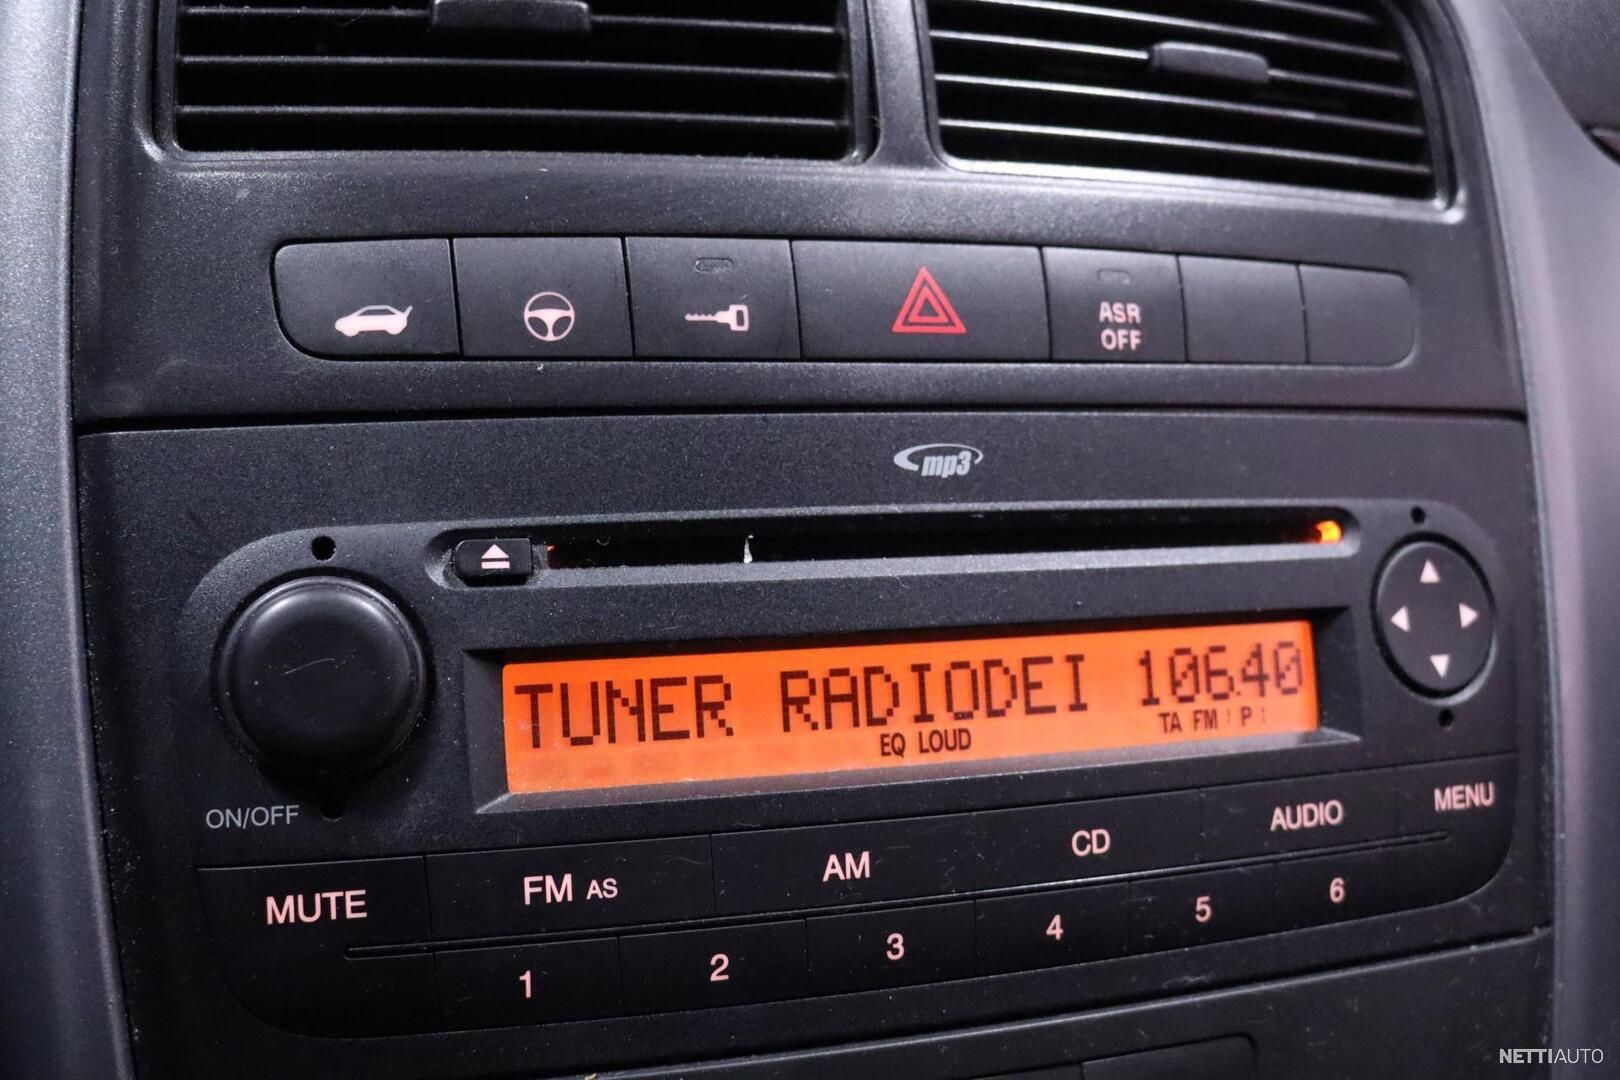 ASR
OFF
mp3
TUNER RADIODEI 106.40
EQ LOUD
TA FM P
ON/OFF
MUTE
FM AS
AM
CD
AUDIO
MENU
1
2
3
4
5
6
NETTIAUTO